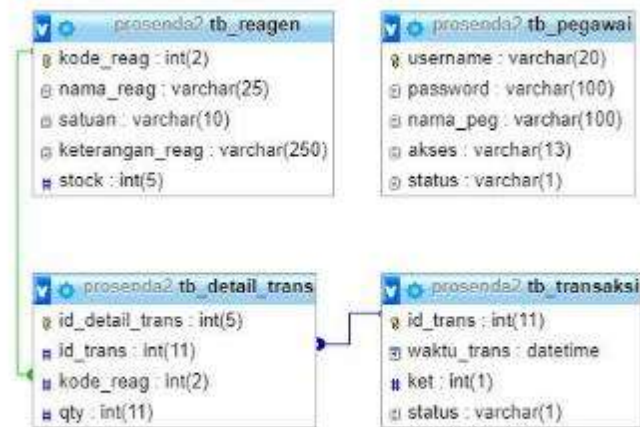 prosenda2 tb_reagen
kode_reag : int(2)
nama_reag : varchar(25)
satuan : varchar(10)
keterangan_reag : varchar(250)
stock : int(5)
prosenda2 tb_pegawai
username : varchar(20)
password : varchar(100)
nama_peg : varchar(100)
akses : varchar(13)
status : varchar(1)
prosenda2 tb_detail_trans
id_detail_trans : int(5)
id_trans : int(11)
kode_reag : int(2)
qty : int(11)
prosenda2 tb_transaksi
id_trans : int(11)
waktu_trans : datetime
ket : int(1)
status : varchar(1)